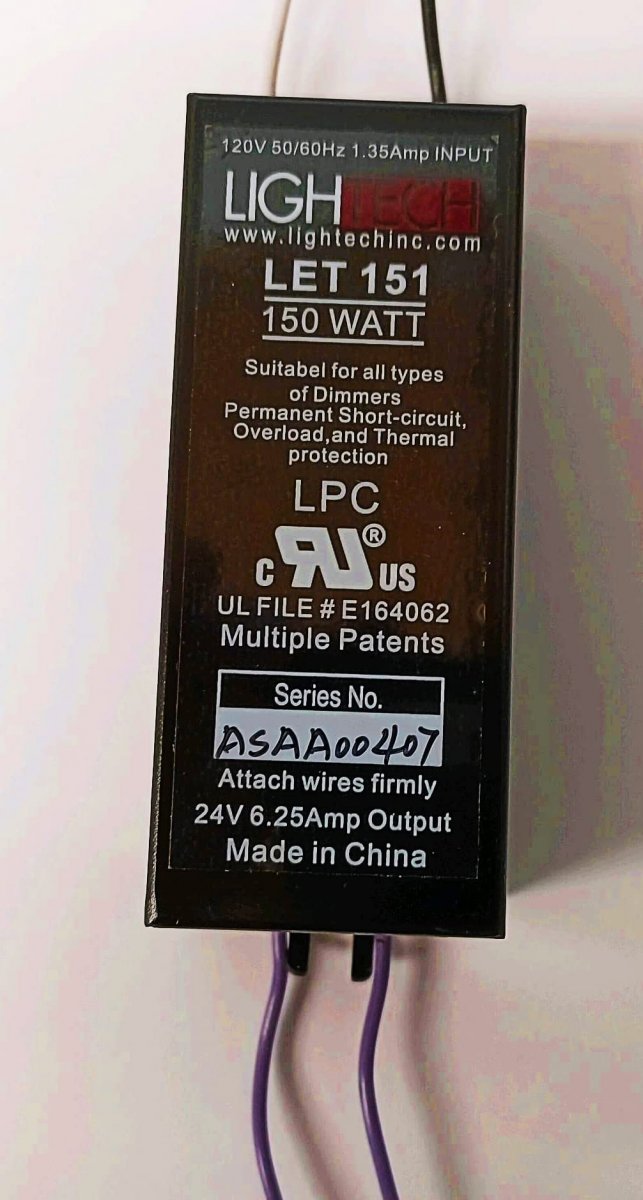 120V 50/60Hz 1.35Amp INPUT
LIGHTECH
www.lightechinc.com
LET 151
150 WATT
Suitabel for all types
of Dimmers
Permanent Short-circuit,
Overload,and Thermal
protection
LPC
C RU® US
UL FILE # E164062
Multiple Patents
Series No.
ASAA00407
Attach wires firmly
24V 6.25Amp Output
Made in China